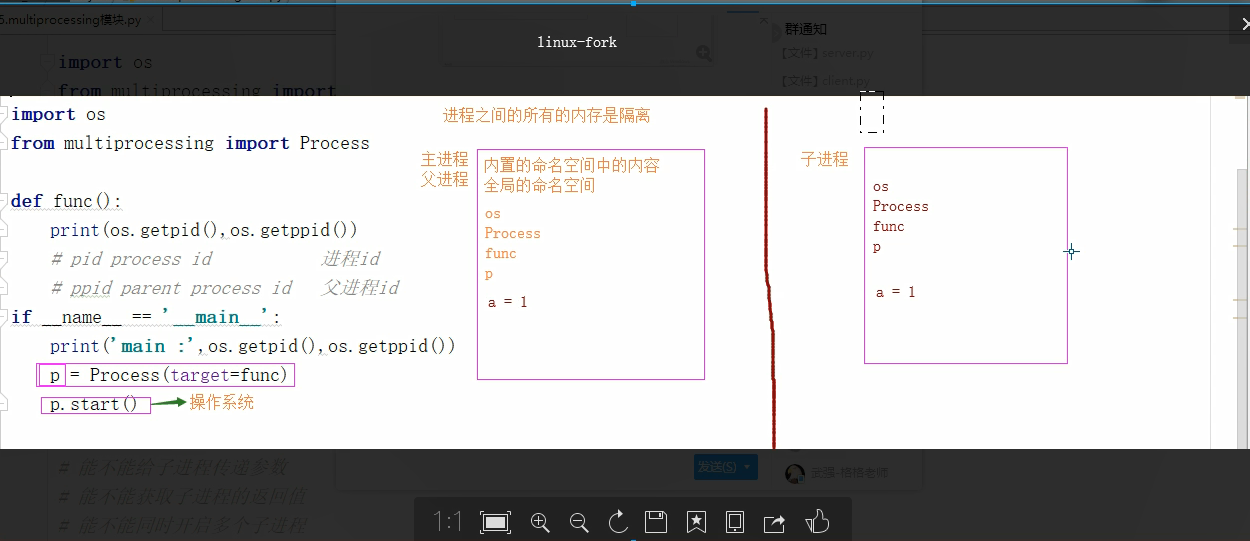 5.multiprocessing模块.py
群通知
linux-fork
【文件】server.py
import os
【文件】client.py
from multiprocessing import
import os
from multiprocessing import Process
def func():
print(os.getpid(),os.getppid())
# pid process id 进程id
# ppid parent process id 父进程id
if __name__ == '__main__':
print('main :',os.getpid(),os.getppid())
p = Process(target=func)
p.start()
操作系统
进程之间的所有的内存是隔离
主进程
父进程
内置的命名空间中的内容
全局的命名空间
os
Process
func
p
a = 1
子进程
os
Process
func
p
a = 1
# 能不能给子进程传递参数
# 能不能获取子进程的返回值
# 能不能同时开启多个子进程
发送(S)
武强-格格老师
1:1